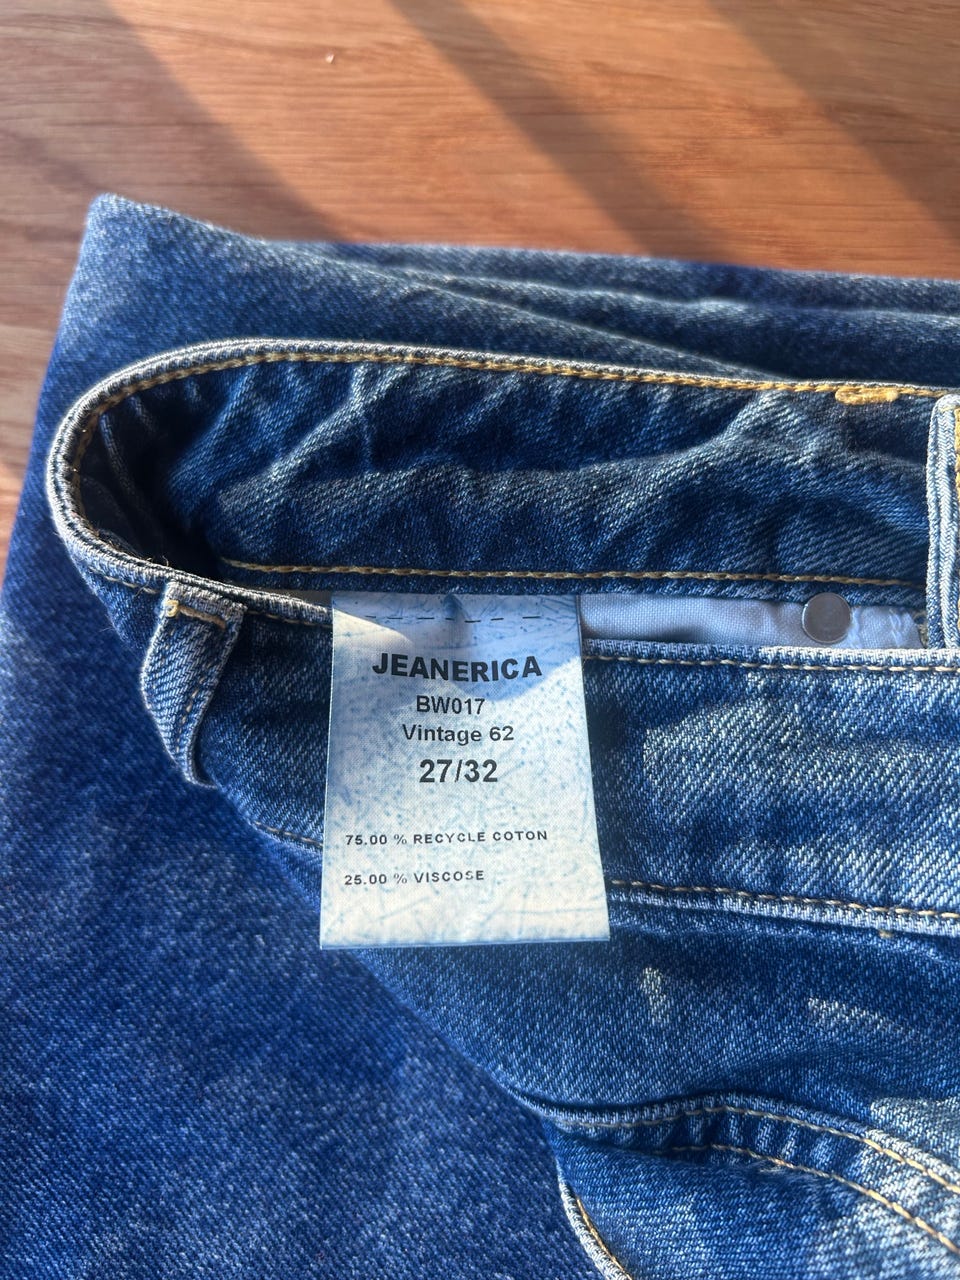 JEANERICA
BW017
Vintage 62
27/32
75.00 % RECYCLE COTON
25.00 % VISCOSE